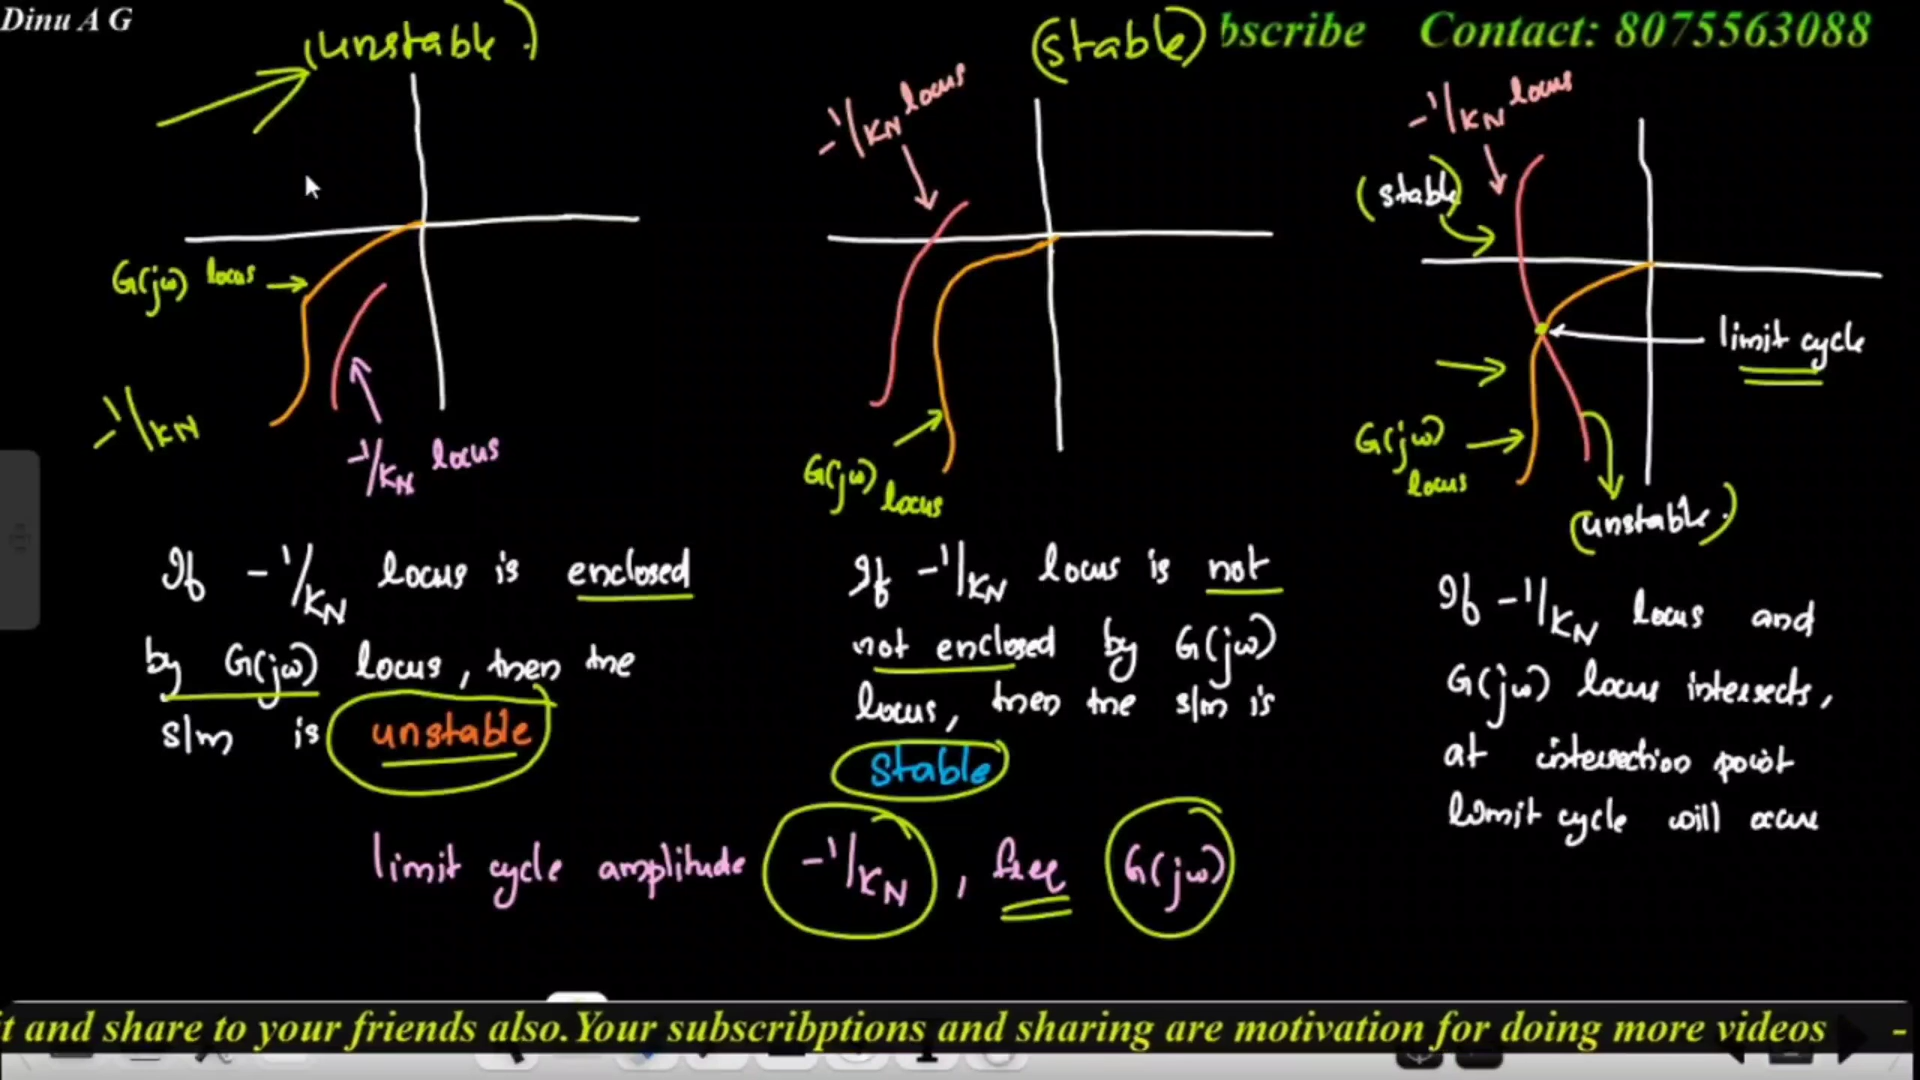 Dinu A G
bscribe Contact: 8075563088
(unstable.)
(stable)
-1/KN locus
-1/KN locus
(stable)
G(jω) locus
limit cycle
-1/KN
-1/KN locus
G(jω) locus
G(jω) locus
(unstable.)
If -1/KN locus is enclosed
by G(jω) locus, then the
s/m is unstable
If -1/KN locus is not
not enclosed by G(jω)
locus, then the s/m is
stable
If -1/KN locus and
G(jω) locus intersects,
at intersection point
limit cycle will occur
limit cycle amplitude -1/KN, freq G(jω)
t and share to your friends also.Your subscribptions and sharing are motivation for doing more videos -